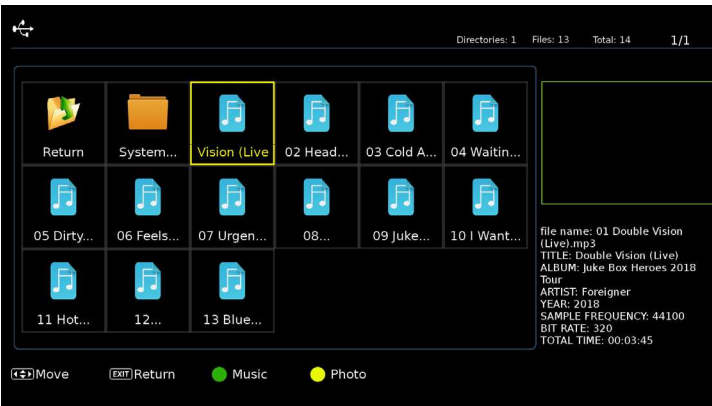 Directories: 1 Files: 13 Total: 14 1/1
Return System... Vision (Live 02 Head... 03 Cold A... 04 Waitin...
05 Dirty... 06 Feels... 07 Urgen... 08... 09 Juke... 10 I Want...
11 Hot... 12... 13 Blue...
file name: 01 Double Vision
(Live).mp3
TITLE: Double Vision (Live)
ALBUM: Juke Box Heroes 2018
Tour
ARTIST: Foreigner
YEAR: 2018
SAMPLE FREQUENCY: 44100
BIT RATE: 320
TOTAL TIME: 00:03:45
Move EXIT Return Music Photo